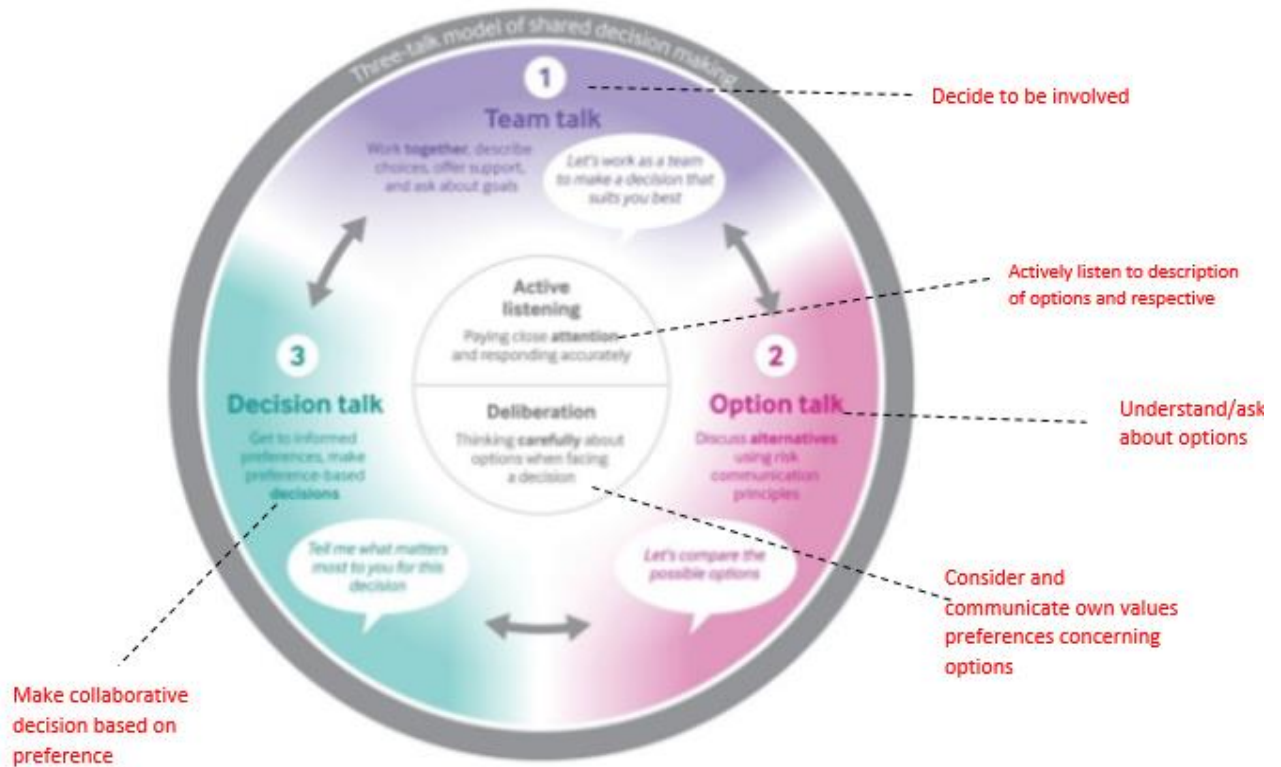 Three-talk model of shared decision making
1
Team talk
Work together, describe
choices, offer support,
and ask about goals
Let's work as a team
to make a decision that
suits you best
Decide to be involved
Active
listening
Paying close attention
and responding accurately
Actively listen to description
of options and respective
3
Decision talk
Get to informed
preferences, make
preference-based
decisions
Deliberation
Thinking carefully about
options when facing
a decision
2
Option talk
Discuss alternatives
using risk
communication
principles
Understand/ask
about options
Tell me what matters
most to you for this
decision
Let's compare the
possible options
Consider and
communicate own values
preferences concerning
options
Make collaborative
decision based on
preference